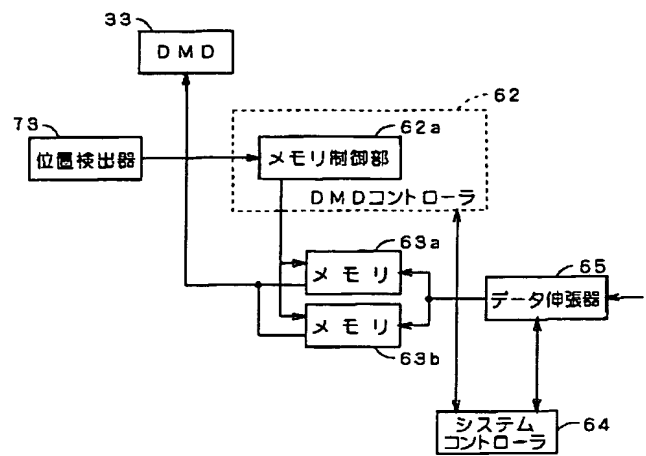 33
DMD
62
73
62a
位置検出器
メモリ制御部
DMDコントローラ
63a
メモリ
65
データ伸張器
メモリ
63b
システム
コントローラ
64